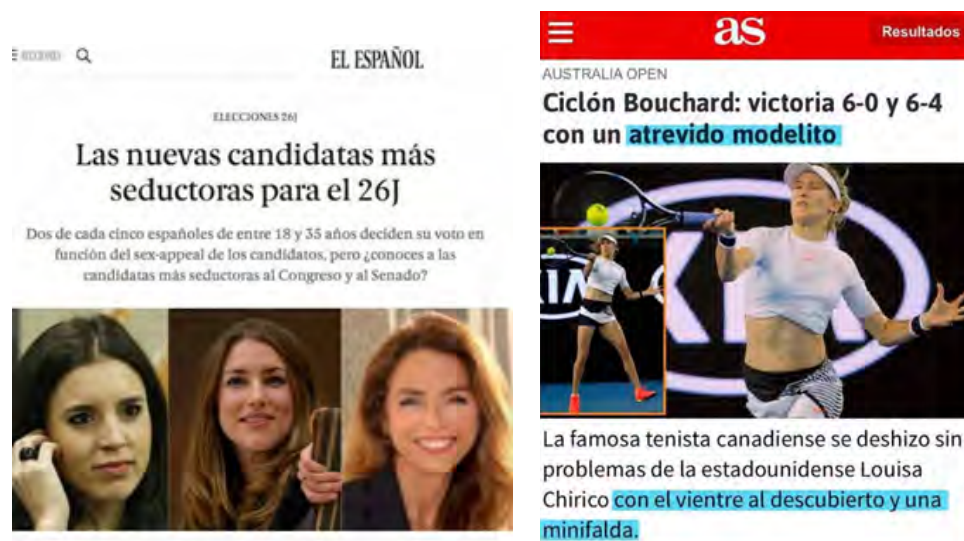 EL ESPAÑOL
ELECCIONES 26J
Las nuevas candidatas más
seductoras para el 26J
Dos de cada cinco españoles de entre 18 y 35 años deciden su voto en
función del sex-appeal de los candidatos, pero ¿conoces a las
candidatas más seductoras al Congreso y al Senado?
as
Resultados
AUSTRALIA OPEN
Ciclón Bouchard: victoria 6-0 y 6-4
con un atrevido modelito
KIA
La famosa tenista canadiense se deshizo sin
problemas de la estadounidense Louisa
Chirico con el vientre al descubierto y una
minifalda.